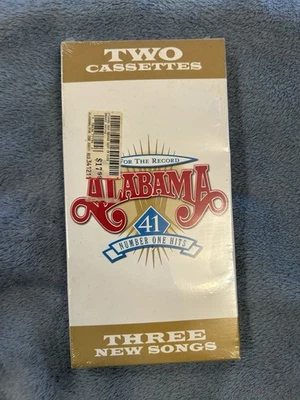 TWO
CASSETTES
FOR THE RECORD
ALABAMA
41
NUMBER ONE HITS
THREE
NEW SONGS